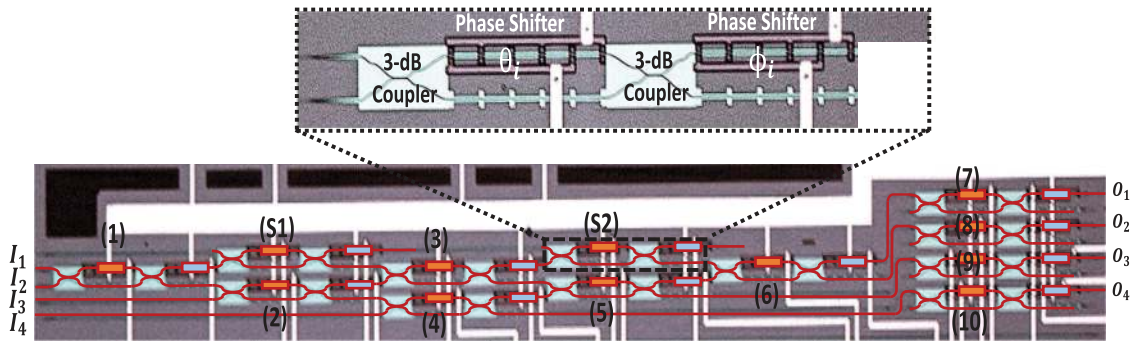 Phase Shifter Phase Shifter
3-dB Coupler θi 3-dB Coupler ϕi
(1) (S1) (3) (S2) (7)
I1 (8) O1
I2 (9) O2
I3 (6) O3
I4 (2) (4) (5) (10) O4